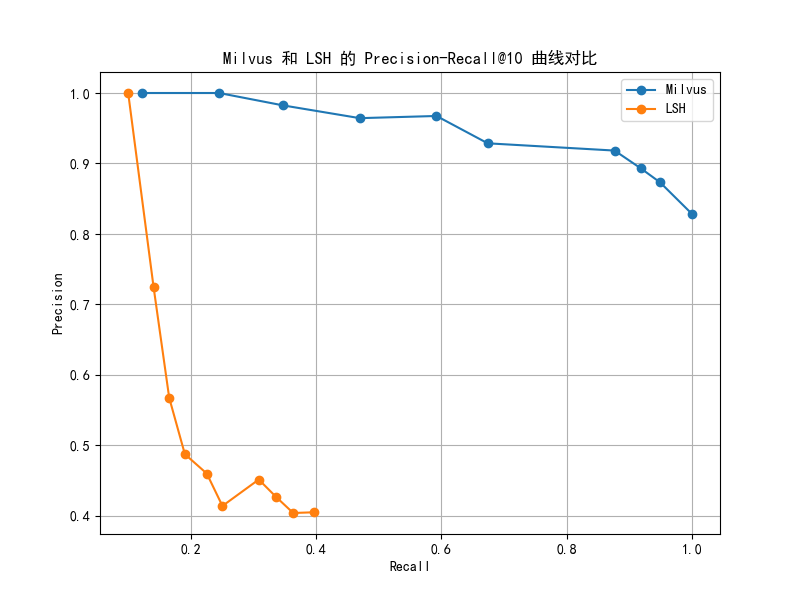 Milvus 和 LSH 的 Precision-Recall@10 曲线对比
Milvus
LSH
1.0
0.9
0.8
0.7
0.6
0.5
0.4
Precision
0.2
0.4
0.6
0.8
1.0
Recall